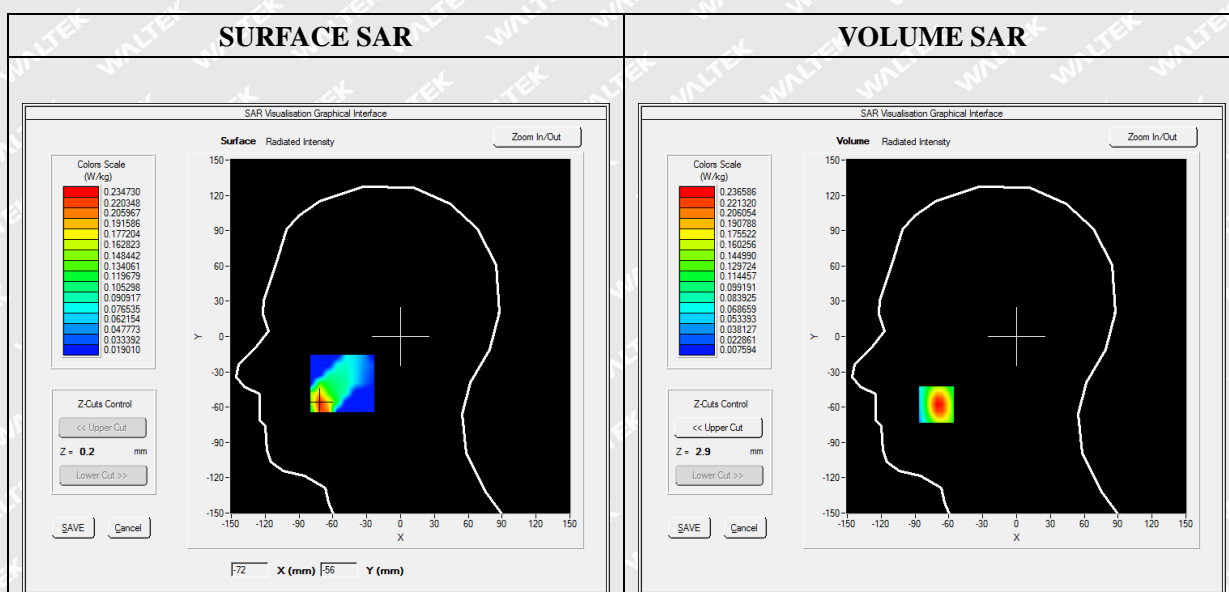 SURFACE SAR
VOLUME SAR
SAR Visualisation Graphical Interface
Surface Radiated Intensity
Zoom In/Out
Colors Scale
(W/kg)
0.234730
0.220348
0.205967
0.191586
0.177204
0.162823
0.148442
0.134061
0.119679
0.105298
0.090917
0.076535
0.062154
0.047773
0.033392
0.019010
Z-Cuts Control
<< Upper Cut
Z = 0.2 mm
Lower Cut >>
SAVE Cancel
150
120
90
60
30
0
-30
-60
-90
-120
-150
Y
-150 -120 -90 -60 -30 0 30 60 90 120 150
X
-72 X (mm) -56 Y (mm)
SAR Visualisation Graphical Interface
Volume Radiated Intensity
Zoom In/Out
Colors Scale
(W/kg)
0.236586
0.221320
0.206054
0.190788
0.175522
0.160256
0.144990
0.129724
0.114457
0.099191
0.083925
0.068659
0.053393
0.038127
0.022861
0.007594
Z-Cuts Control
<< Upper Cut
Z = 2.9 mm
Lower Cut >>
SAVE Cancel
150
120
90
60
30
0
-30
-60
-90
-120
-150
Y
-150 -120 -90 -60 -30 0 30 60 90 120 150
X
WALTEK